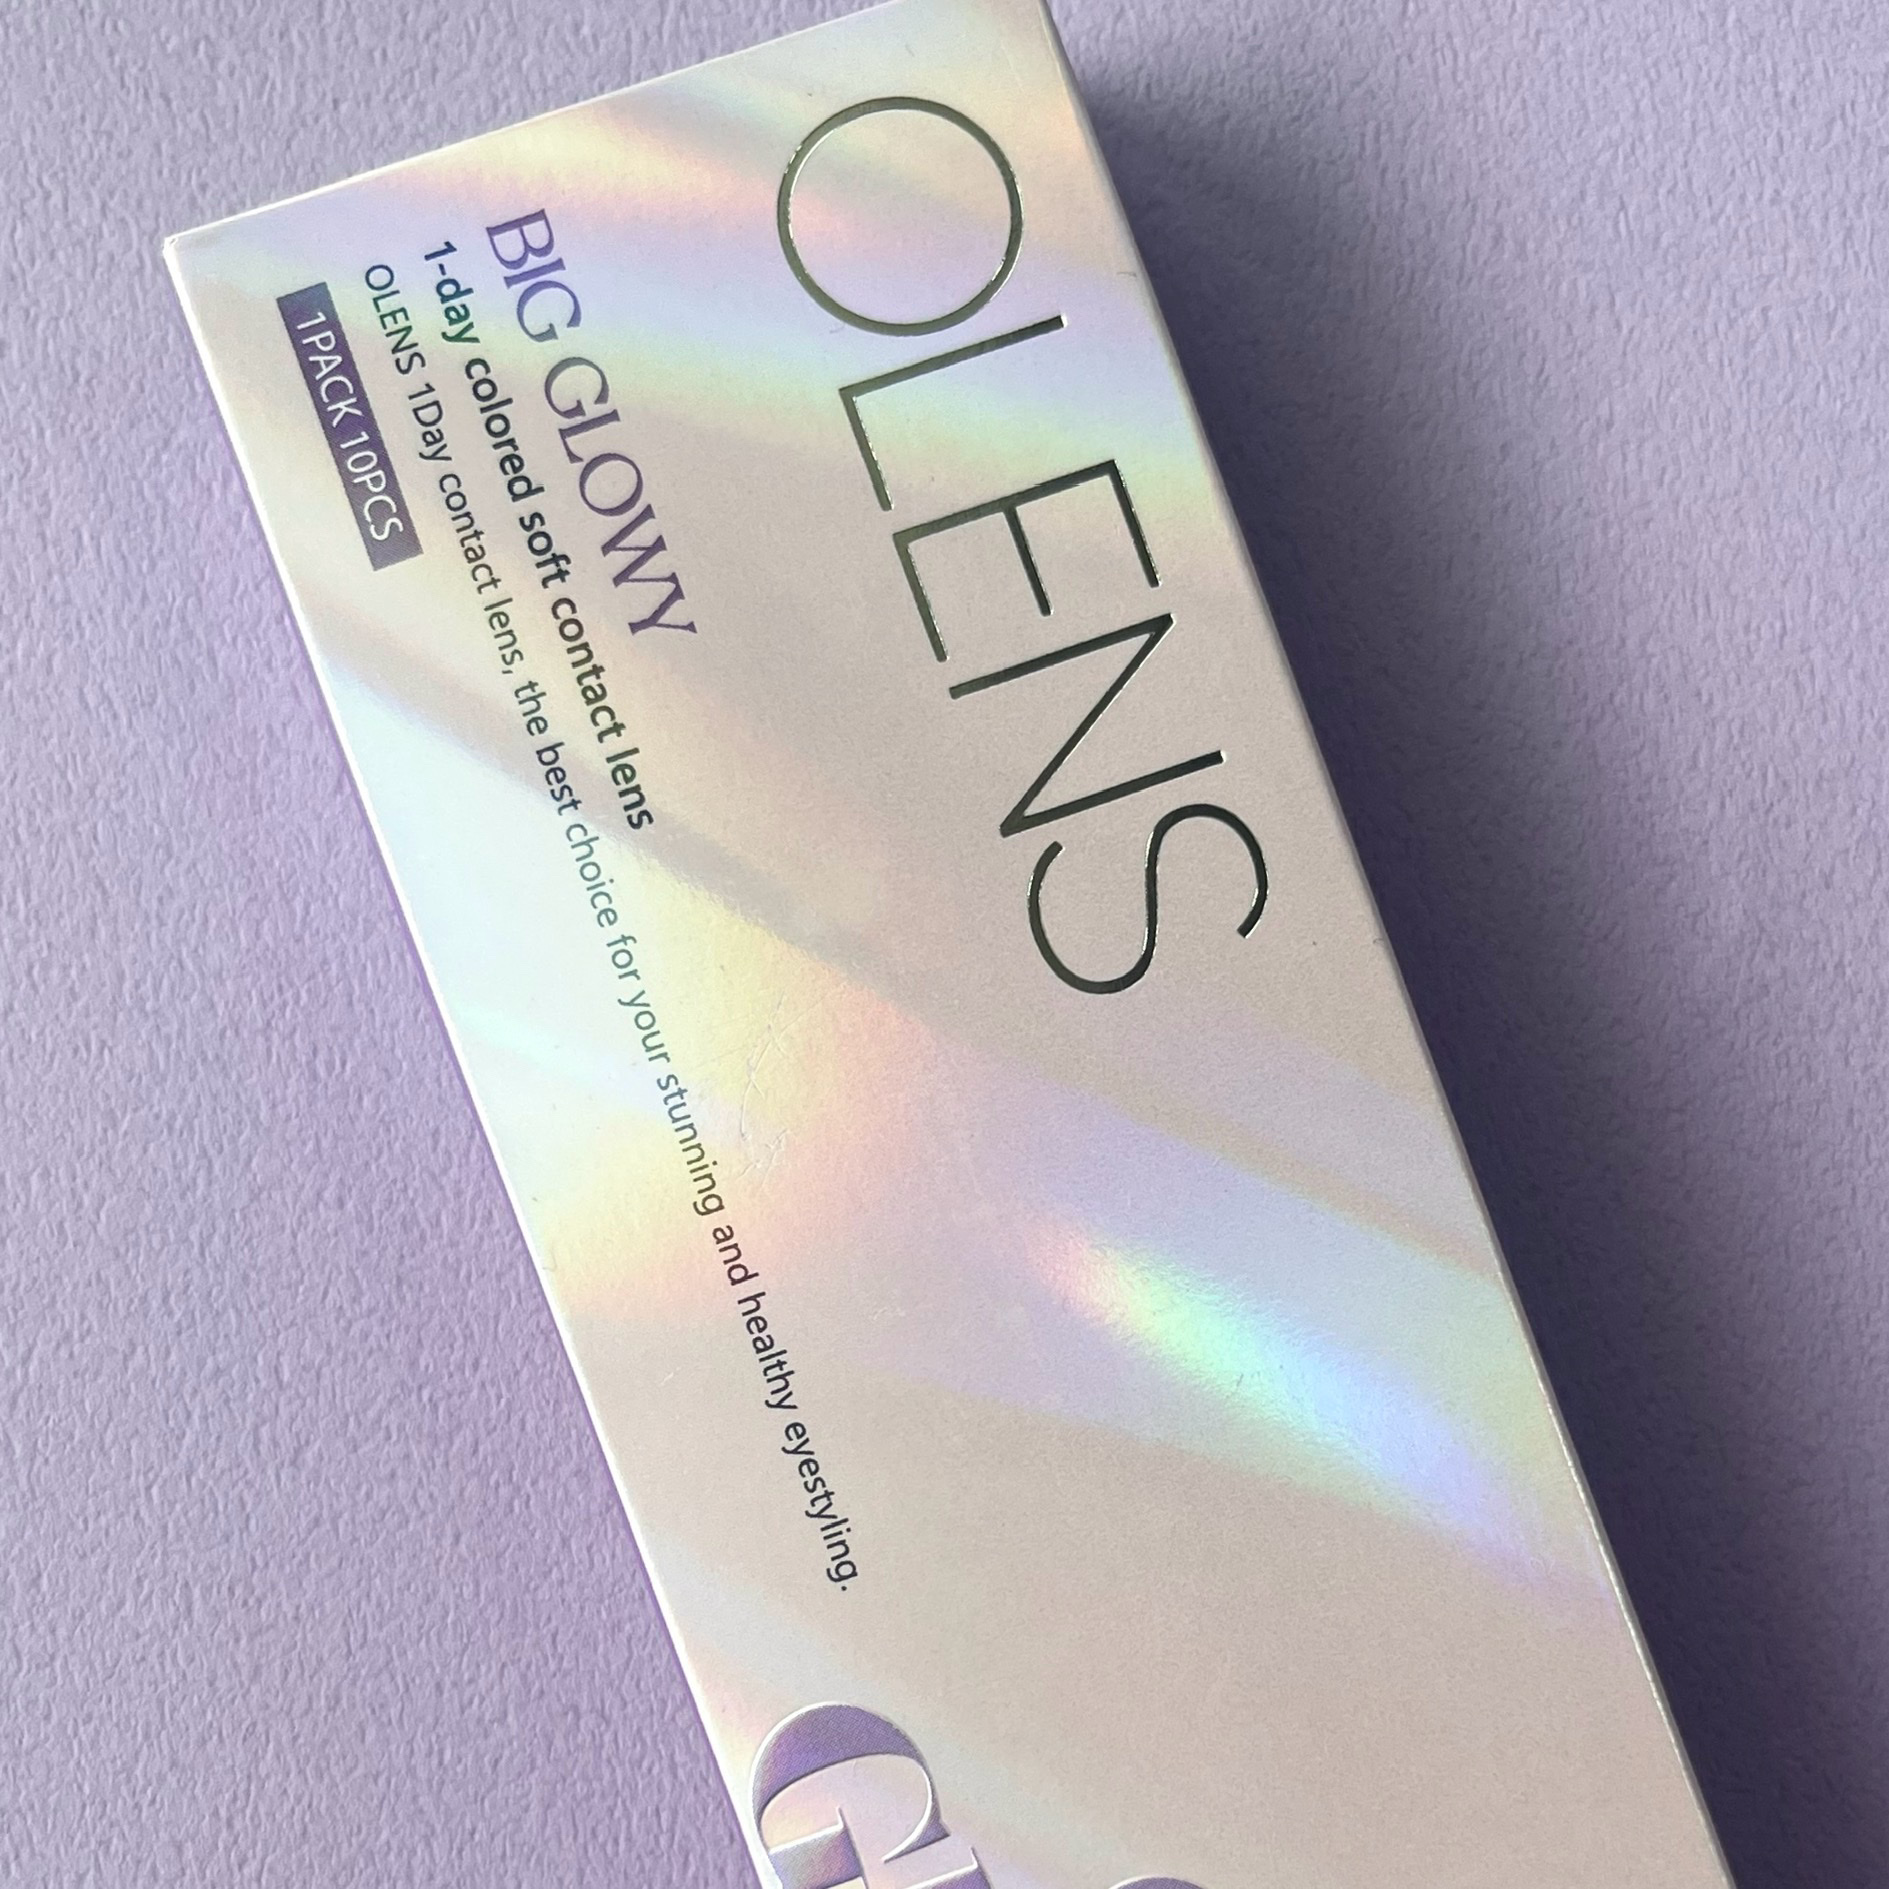 OLENS
BIG GLOWY
1-day colored soft contact lens
OLENS 1Day contact lens, the best choice for your stunning and healthy eyestyling.
1PACK 10PCS
G